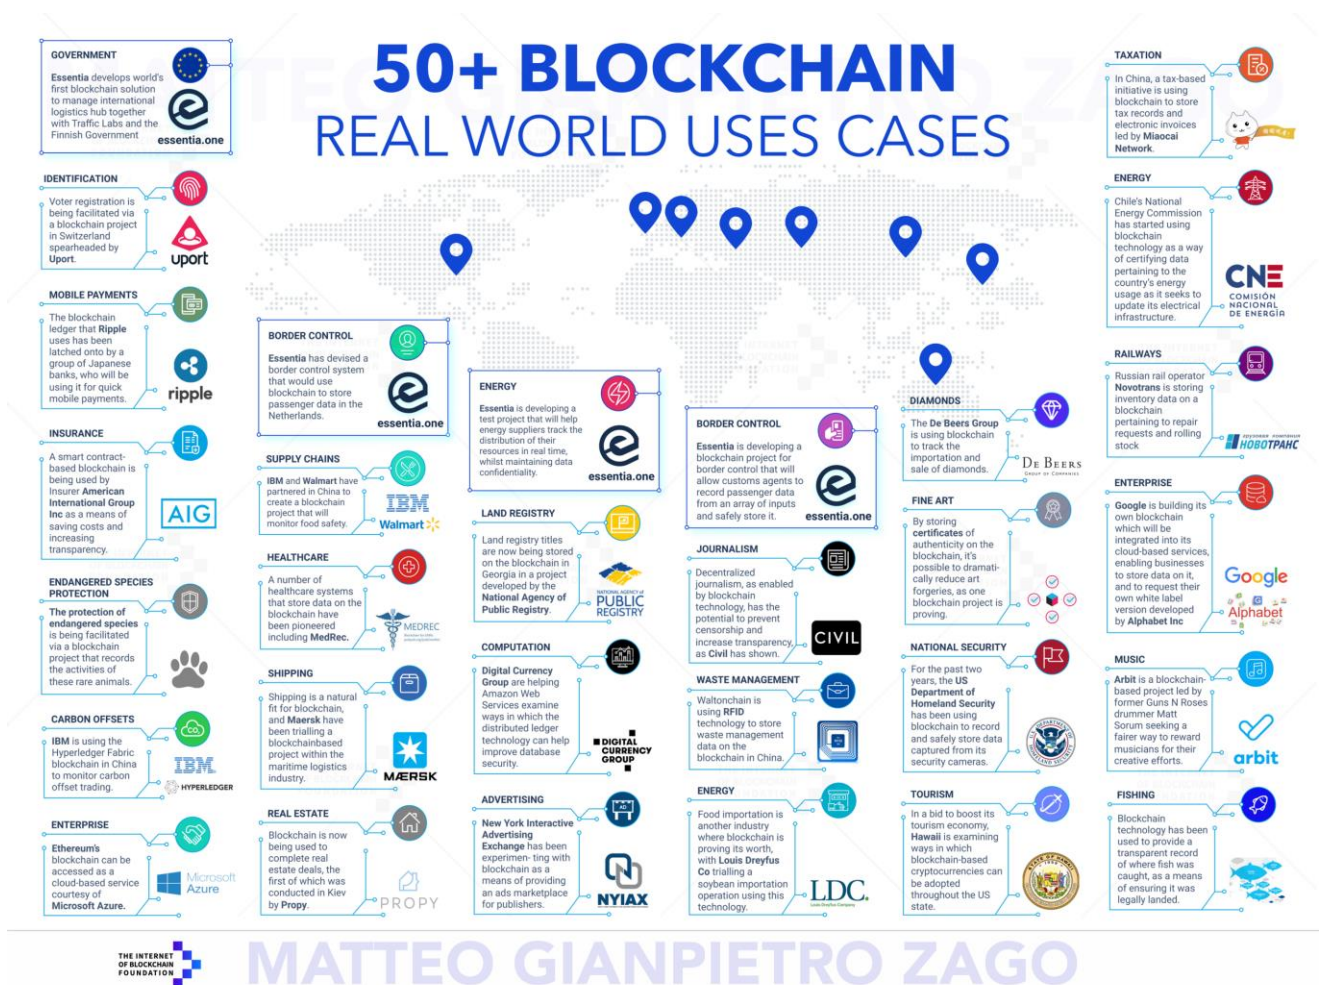 50+ BLOCKCHAIN
REAL WORLD USES CASES
GOVERNMENT
Essentia develops world's
first blockchain solution
to manage international
logistics hub together
with Traffic Labs and the
Finnish Government
essentia.one
IDENTIFICATION
Voter registration is
being facilitated via
a blockchain project
in Switzerland
spearheaded by
Uport.
uport
MOBILE PAYMENTS
The blockchain
ledger that Ripple
uses has been
latched onto by a
group of Japanese
banks, who will be
using it for quick
mobile payments.
ripple
INSURANCE
A smart contract-
based blockchain is
being used by
Insurer American
International Group
Inc as a means of
saving costs and
increasing
transparency.
AIG
ENDANGERED SPECIES
PROTECTION
The protection of
endangered species
is being facilitated
via a blockchain
project that records
the activities of
these rare animals.
CARBON OFFSETS
IBM is using the
Hyperledger Fabric
blockchain in China
to monitor carbon
offset trading.
CO2
IBM
HYPERLEDGER
ENTERPRISE
Ethereum's
blockchain can be
accessed as a
cloud-based service
courtesy of
Microsoft Azure.
Microsoft
Azure
BORDER CONTROL
Essentia has devised a
border control system
that would use
blockchain to store
passenger data in the
Netherlands.
essentia.one
SUPPLY CHAINS
IBM and Walmart have
partnered in China to
create a blockchain
project that will
monitor food safety.
IBM
Walmart
HEALTHCARE
A number of
healthcare systems
that store data on the
blockchain have
been pioneered
including MedRec.
MEDREC
SHIPPING
Shipping is a natural
fit for blockchain,
and Maersk have
been trialling a
blockchainbased
project within the
maritime logistics
industry.
MÆRSK
REAL ESTATE
Blockchain is now
being used to
complete real
estate deals, the
first of which was
conducted in Kiev
by Propy.
PROPY
ENERGY
Essentia is developing a
test project that will help
energy suppliers track the
distribution of their
resources in real time,
whilst maintaining data
confidentiality.
essentia.one
LAND REGISTRY
Land registry titles
are now being stored
on the blockchain in
Georgia in a project
developed by the
National Agency of
Public Registry.
NATIONAL AGENCY of
PUBLIC
REGISTRY
COMPUTATION
Digital Currency
Group are helping
Amazon Web
Services examine
ways in which the
distributed ledger
technology can help
improve database
security.
DIGITAL
CURRENCY
GROUP
ADVERTISING
New York Interactive
Advertising
Exchange has been
experimen- ting with
blockchain as a
means of providing
an ads marketplace
for publishers.
AD
NYIAX
BORDER CONTROL
Essentia is developing a
blockchain project for
border control that will
allow customs agents to
record passenger data
from an array of inputs
and safely store it.
essentia.one
JOURNALISM
Decentralized
journalism, as enabled
by blockchain
technology, has the
potential to prevent
censorship and
increase transparency,
as Civil has shown.
CIVIL
WASTE MANAGEMENT
Waltonchain is
using RFID
technology to store
waste management
data on the
blockchain in China.
ENERGY
Food importation is
another industry
where blockchain is
proving its worth,
with Louis Dreyfus
Co trialling a
soybean importation
operation using this
technology.
LDC.
Louis Dreyfus Company
DIAMONDS
The De Beers Group
is using blockchain
to track the
importation and
sale of diamonds.
DE BEERS
GROUP OF COMPANIES
FINE ART
By storing
certificates of
authenticity on the
blockchain, it's
possible to dramati-
cally reduce art
forgeries, as one
blockchain project is
proving.
NATIONAL SECURITY
For the past two
years, the US
Department of
Homeland Security
has been using
blockchain to record
and safely store data
captured from its
security cameras.
TOURISM
In a bid to boost its
tourism economy,
Hawaii is examining
ways in which
blockchain-based
cryptocurrencies can
be adopted
throughout the US
state.
TAXATION
In China, a tax-based
initiative is using
blockchain to store
tax records and
electronic invoices
led by Miaocai
Network.
ENERGY
Chile's National
Energy Commission
has started using
blockchain
technology as a way
of certifying data
pertaining to the
country's energy
usage as it seeks to
update its electrical
infrastructure.
CNE
COMISIÓN
NACIONAL
DE ENERGÍA
RAILWAYS
Russian rail operator
Novotrans is storing
inventory data on a
blockchain
pertaining to repair
requests and rolling
stock
НОВОТРАНС
ENTERPRISE
Google is building its
own blockchain
which will be
integrated into its
cloud-based services,
enabling businesses
to store data on it,
and to request their
own white label
version developed
by Alphabet Inc
Google
Alphabet
MUSIC
Arbit is a blockchain-
based project led by
former Guns N Roses
drummer Matt
Sorum seeking a
fairer way to reward
musicians for their
creative efforts.
arbit
FISHING
Blockchain
technology has been
used to provide a
transparent record
of where fish was
caught, as a means
of ensuring it was
legally landed.
THE INTERNET
OF BLOCKCHAIN
FOUNDATION
MATTEO GIANPIETRO ZAGO